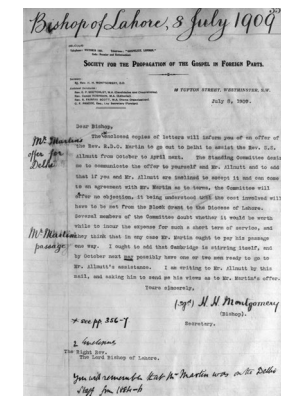 Bishop of Lahore, 8 July 1909
SOCIETY FOR THE PROPAGATION OF THE GOSPEL IN FOREIGN PARTS.
15 TUFTON STREET, WESTMINSTER, S.W.
July 8, 1909.
Dear Bishop,
The enclosed copies of letters will inform you of an offer of
the Rev. R.D.C. Martin to go out to Delhi to assist the Rev. S.S.
Allnutt from October to April next. The Standing Committee desire
me to communicate the offer to yourself and Mr. Allnutt and to add
that if you and Mr. Allnutt are inclined to accept it and can come
to an agreement with Mr. Martin as to terms, the Committee will
offer no objection, it being understood that the cost involved will
have to be met from the Block Grant to the Diocese of Lahore.
Several members of the Committee doubt whether it would be worth
while to incur the expense for such a short term of service, and
they think that in any case Mr. Martin ought to pay his passage
one way. I ought to add that Cambridge is stirring itself, and
by October next may possibly have one or two men ready to go to
Mr. Allnutt's assistance. I am writing to Mr. Allnutt by this
mail, and asking him to send me his views as to Mr. Martin's offer.
Yours sincerely,
(sgd) H H Montgomery
(Bishop).
Secretary.
Mr. Martin's
offer for
Delhi
Mr. Martin's
passage
+ see pp. 356-7
2 enclosures
The Right Rev.
The Lord Bishop of Lahore.
You will remember that Mr Martin was on the Delhi
Staff from